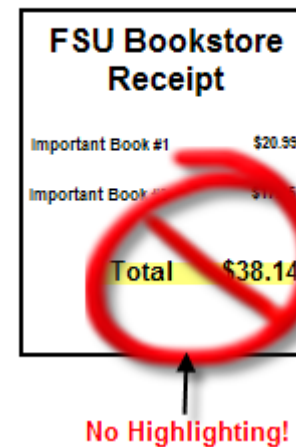 FSU Bookstore
Receipt
Important Book #1 $20.99
Important Book
Total $38.14
No Highlighting!